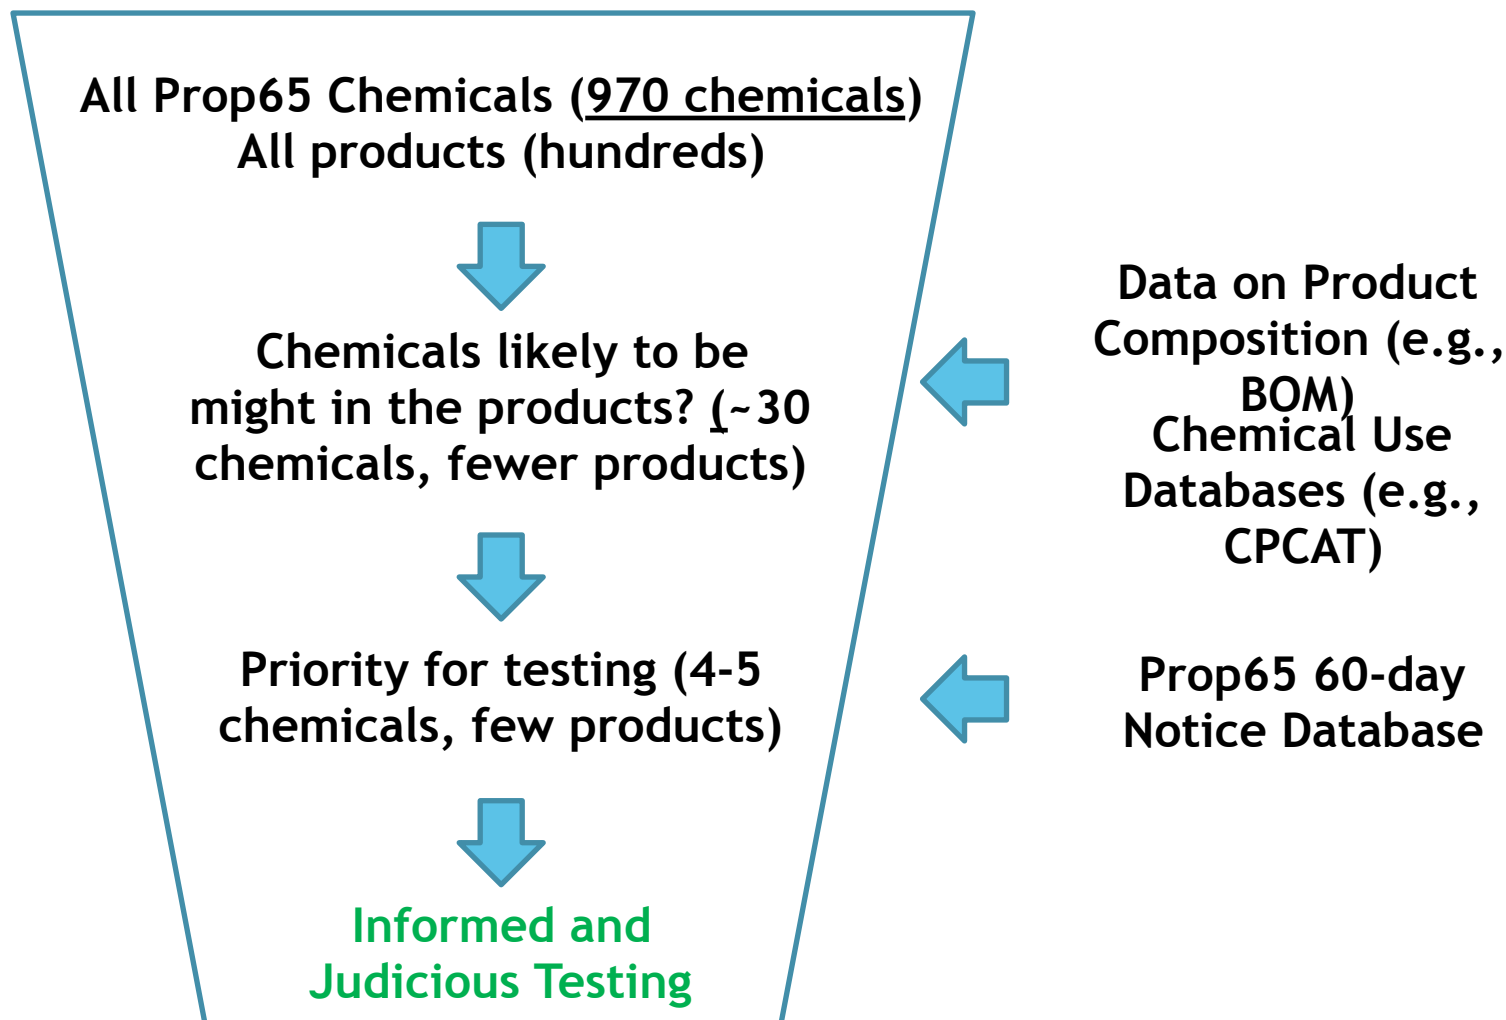 All Prop65 Chemicals (970 chemicals)
All products (hundreds)
Chemicals likely to be
might in the products? (~30
chemicals, fewer products)
Data on Product
Composition (e.g.,
BOM)
Chemical Use
Databases (e.g.,
CPCAT)
Priority for testing (4-5
chemicals, few products)
Prop65 60-day
Notice Database
Informed and
Judicious Testing